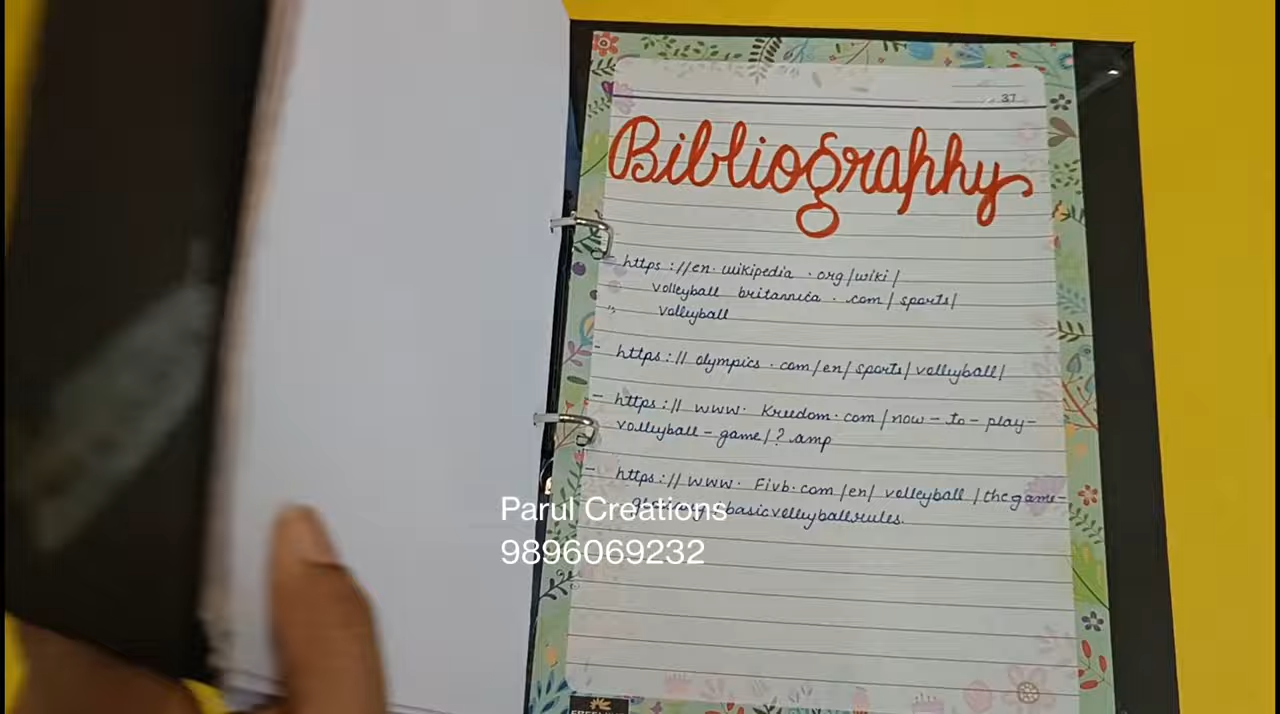 37
Bibliography
- https://en.wikipedia.org/wiki/
volleyball britannica.com/sports/
" volleyball
- https://olympics.com/en/sports/volleyball/
- https://www.Kreedom.com/now-to-play-
volleyball-game/?amp
- https://www.Fivb.com/en/volleyball/thegame-
basicvolleyballrules.
Parul Creations
9896069232